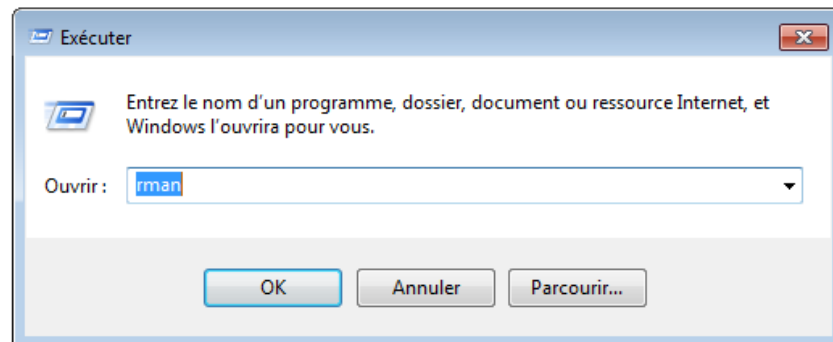 Exécuter
Entrez le nom d'un programme, dossier, document ou ressource Internet, et
Windows l'ouvrira pour vous.
Ouvrir :
rman
OK
Annuler
Parcourir...